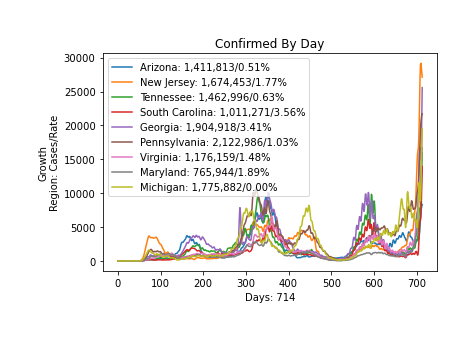 Confirmed By Day
30000
25000
20000
15000
10000
5000
0
Growth
Region: Cases/Rate
Arizona: 1,411,813/0.51%
New Jersey: 1,674,453/1.77%
Tennessee: 1,462,996/0.63%
South Carolina: 1,011,271/3.56%
Georgia: 1,904,918/3.41%
Pennsylvania: 2,122,986/1.03%
Virginia: 1,176,159/1.48%
Maryland: 765,944/1.89%
Michigan: 1,775,882/0.00%
0 100 200 300 400 500 600 700
Days: 714